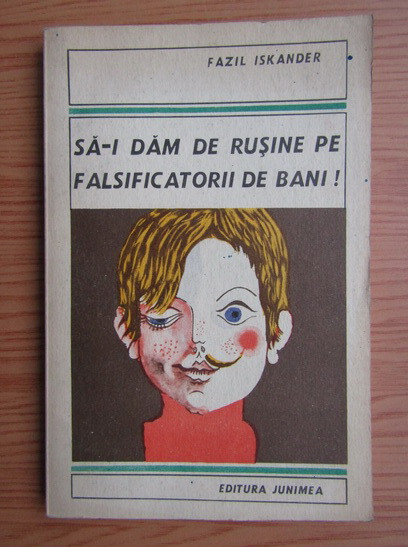 FAZIL ISKANDER
SĂ-I DĂM DE RUŞINE PE
FALSIFICATORII DE BANI !
EDITURA JUNIMEA